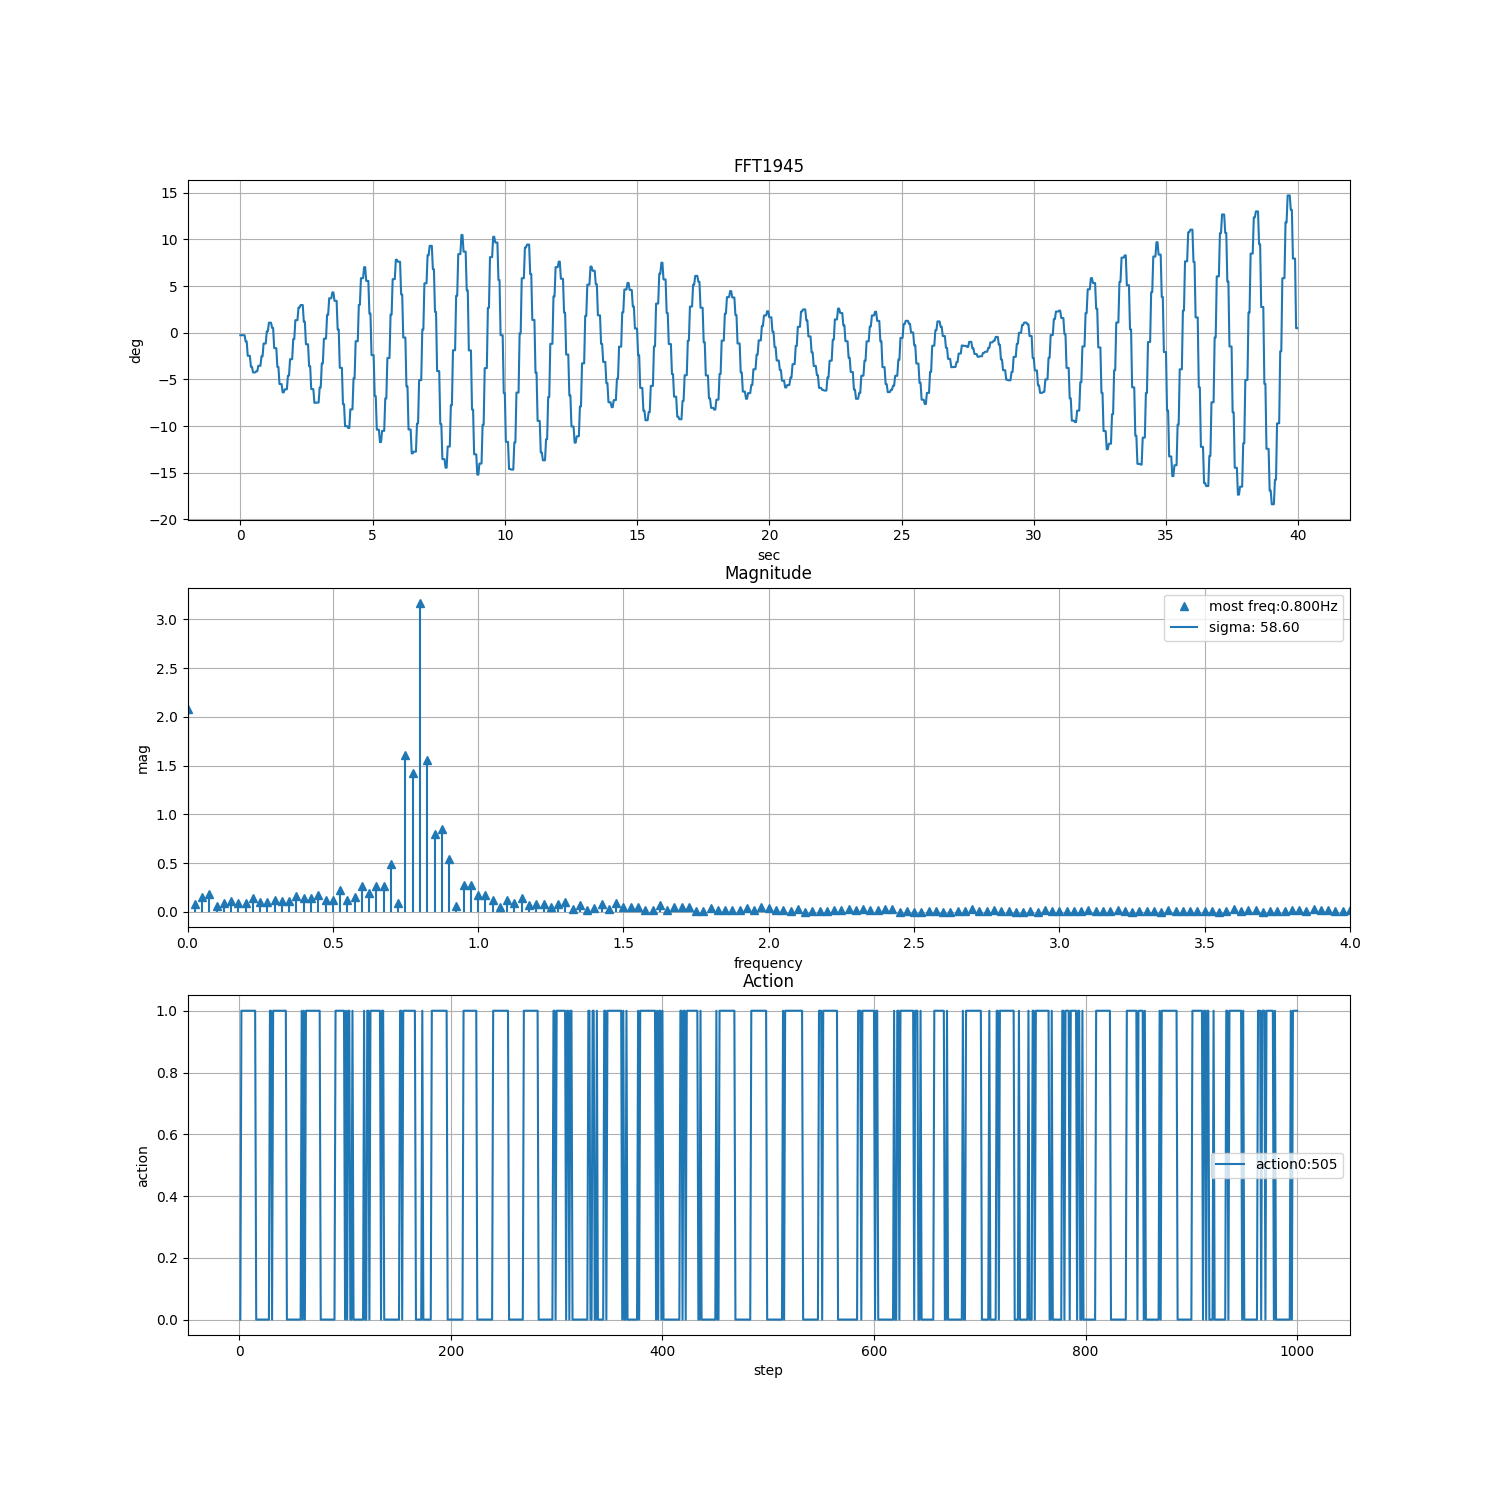 FFT1945
15
10
5
0
−5
−10
−15
−20
deg
0 5 10 15 20 25 30 35 40
sec
Magnitude
3.0
2.5
2.0
1.5
1.0
0.5
0.0
mag
most freq:0.800Hz
sigma: 58.60
0.0 0.5 1.0 1.5 2.0 2.5 3.0 3.5 4.0
frequency
Action
1.0
0.8
0.6
0.4
0.2
0.0
action
action0:505
0 200 400 600 800 1000
step